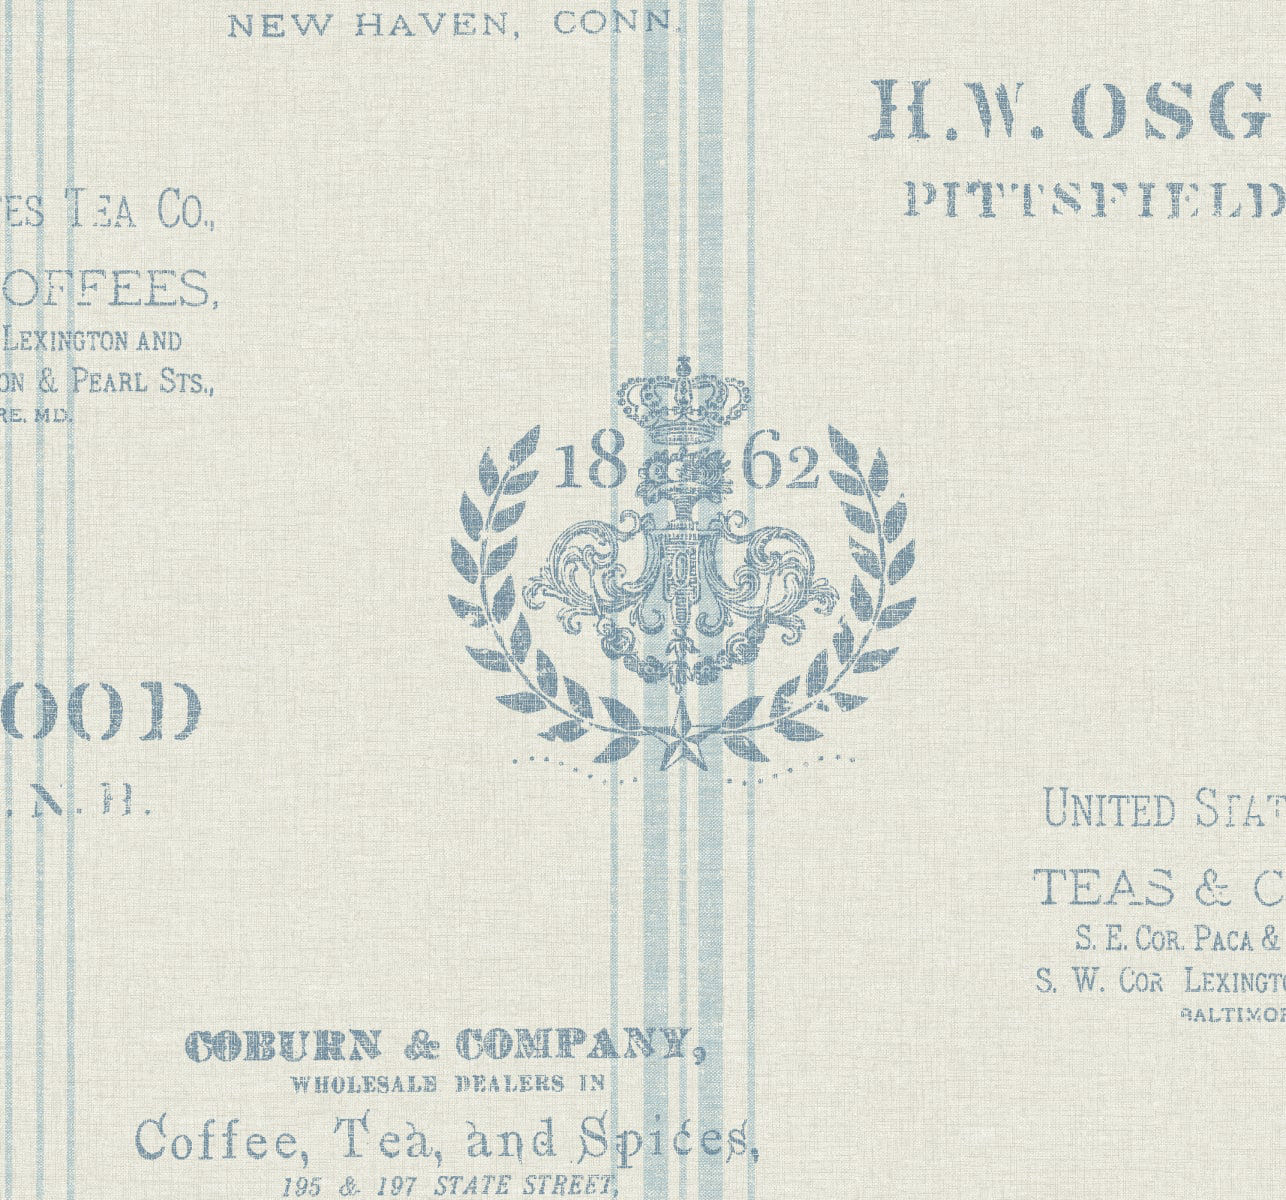 NEW HAVEN, CONN.
H.W. OSG
PITTSFIELD
ES TEA CO.,
OFFEES,
LEXINGTON AND
ON & PEARL STS.,
RE, MD.
1862
OOD
, N. H.
UNITED STAT
TEAS & C
S. E. COR. PACA &
S. W. COR LEXINGTO
BALTIMOR
COBURN & COMPANY,
WHOLESALE DEALERS IN
Coffee, Tea, and Spices,
195 & 197 STATE STREET,